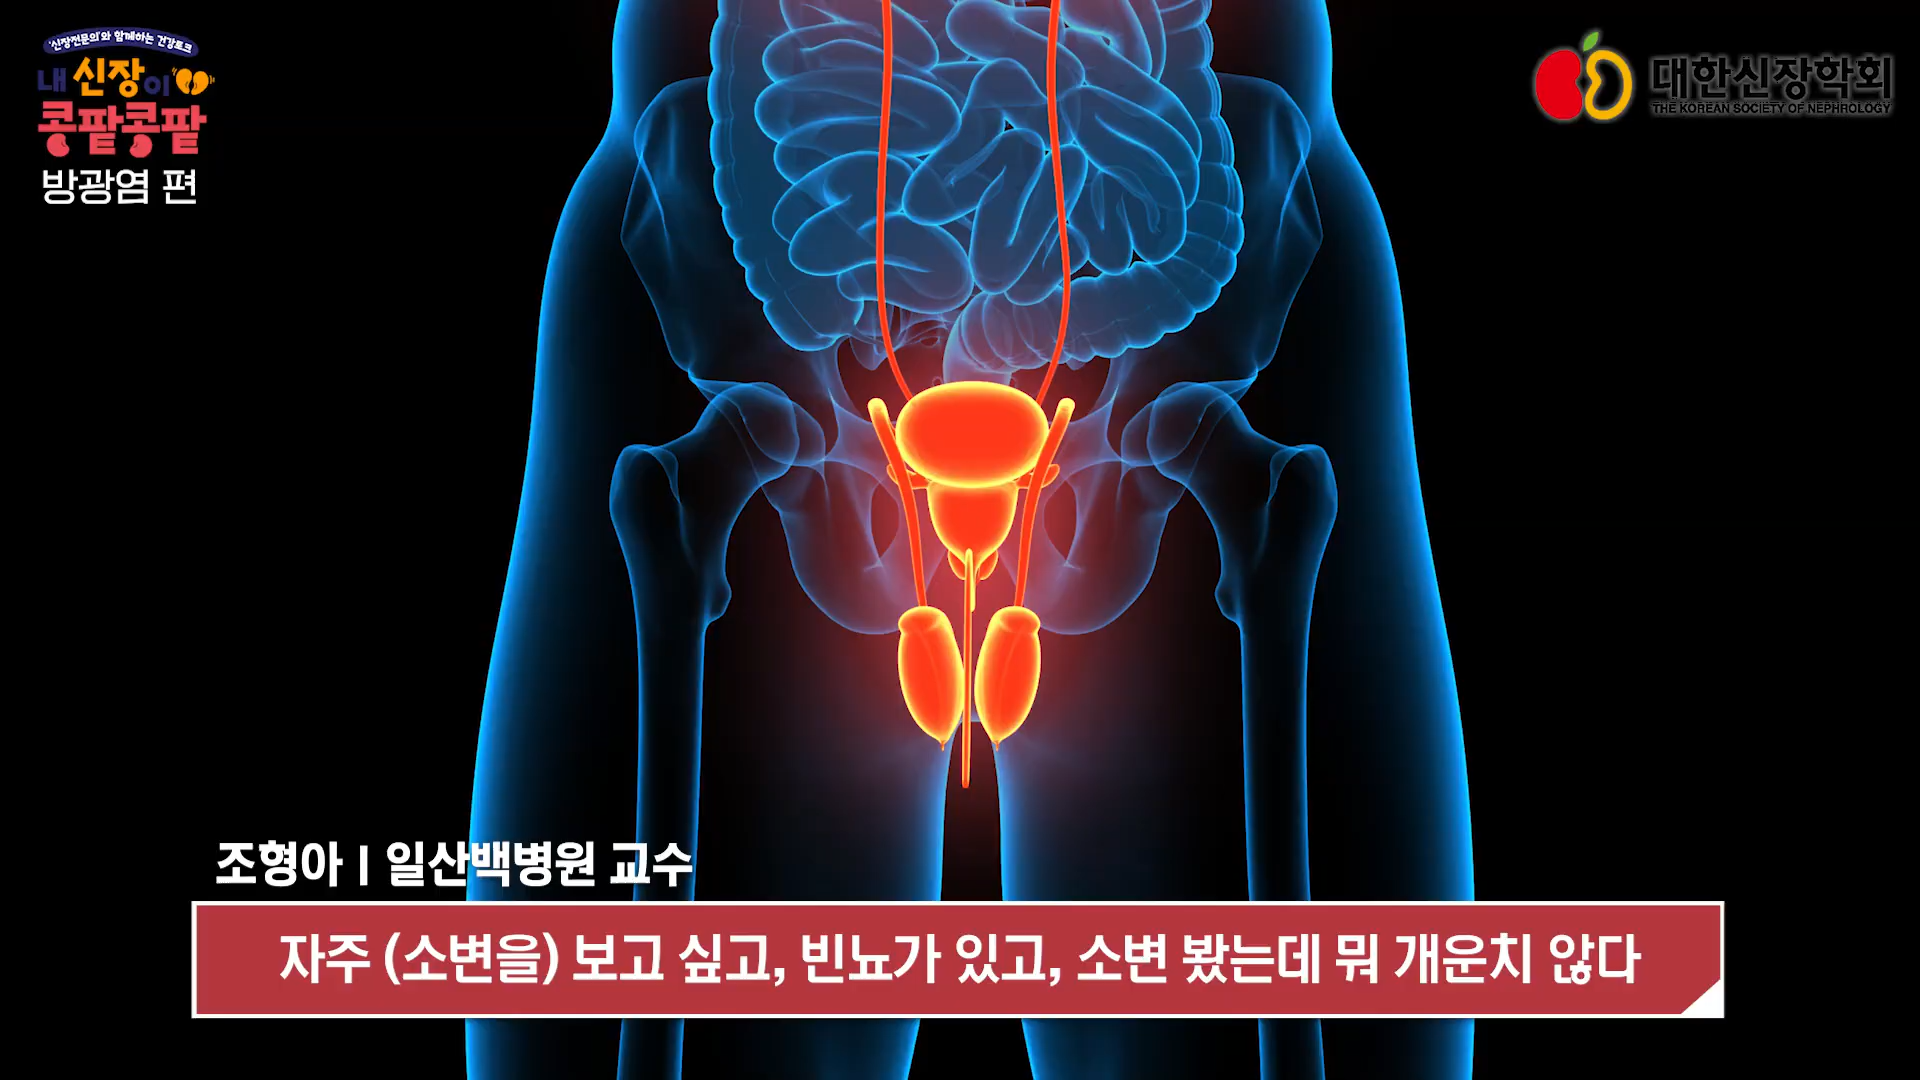 '신장전문의'와 함께하는 건강토크
내 신장이
콩팥콩팥
방광염 편
대한신장학회
THE KOREAN SOCIETY OF NEPHROLOGY
조형아 | 일산백병원 교수
자주 (소변을) 보고 싶고, 빈뇨가 있고, 소변 봤는데 뭐 개운치 않다